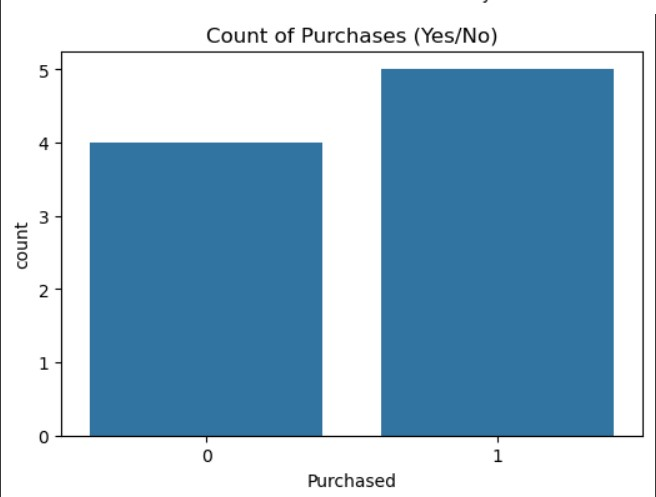 Count of Purchases (Yes/No)
5
4
3
2
1
0
count
0 1
Purchased